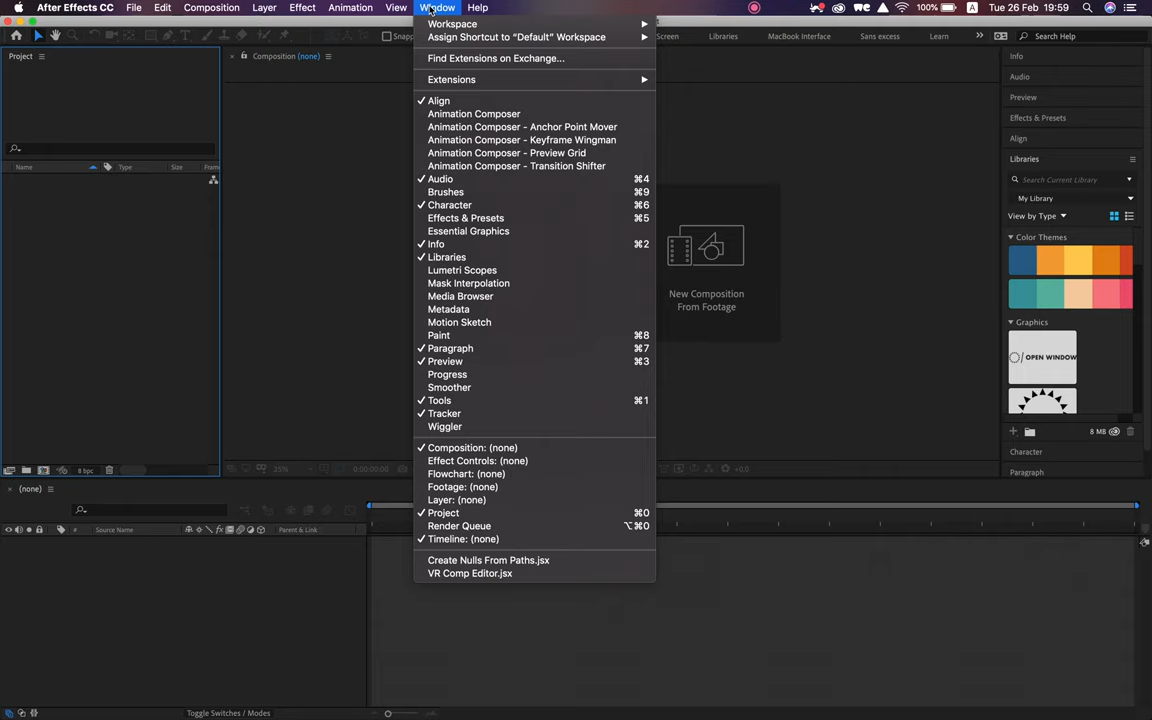 After Effects CC File Edit Composition Layer Effect Animation View Window Help 100% A Tue 26 Feb 19:59
Screen Libraries MacBook Interface Sans excess Learn Search Help
Project
Composition (none)
Name Type Size
Workspace
Assign Shortcut to “Default” Workspace
Find Extensions on Exchange...
Extensions
Align
Animation Composer
Animation Composer - Anchor Point Mover
Animation Composer - Keyframe Wingman
Animation Composer - Preview Grid
Animation Composer - Transition Shifter
Audio ⌘4
Brushes ⌘9
Character ⌘6
Effects & Presets ⌘5
Essential Graphics
Info ⌘2
Libraries
Lumetri Scopes
Mask Interpolation
Media Browser
Metadata
Motion Sketch
Paint ⌘8
Paragraph ⌘7
Preview ⌘3
Progress
Smoother
Tools ⌘1
Tracker
Wiggler
Composition: (none)
Effect Controls: (none)
Flowchart: (none)
Footage: (none)
Layer: (none)
Project ⌘0
Render Queue ⌥⌘0
Timeline: (none)
Create Nulls From Paths.jsx
VR Comp Editor.jsx
New Composition
From Footage
Info
Audio
Preview
Effects & Presets
Align
Libraries
Search Current Library
My Library
View by Type
Color Themes
Graphics
OPEN WINDOW
8 MB
Character
Paragraph
8 bpc
25% 0:00:00:00 +0.0
(none)
Source Name Parent & Link
Toggle Switches / Modes